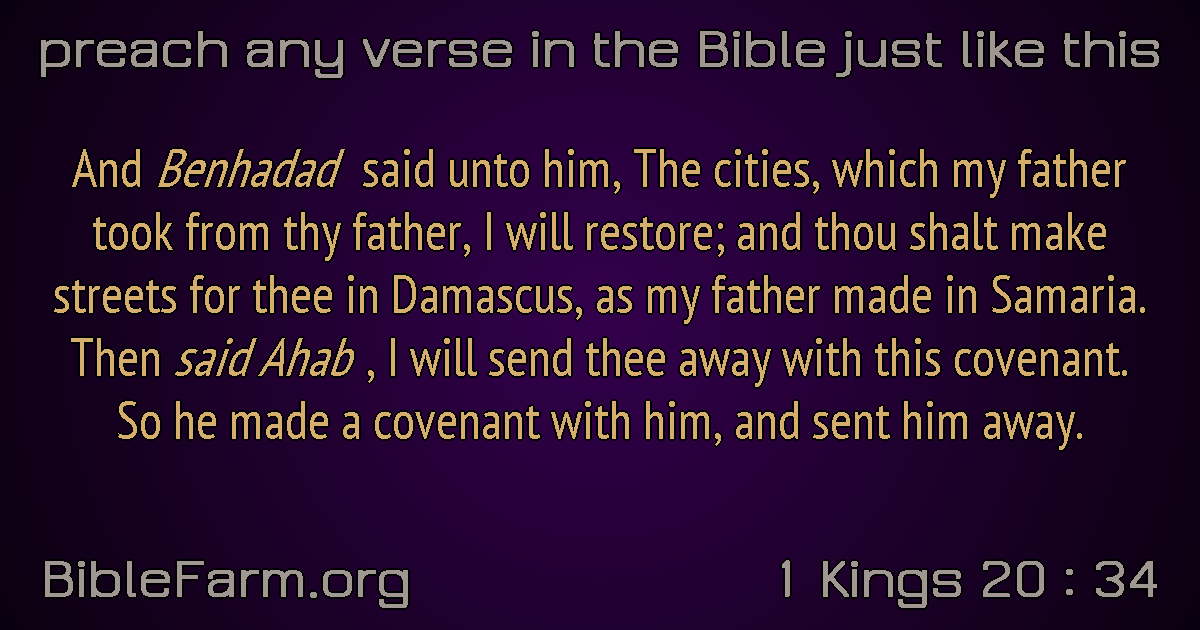 preach any verse in the Bible just like this
And Benhadad said unto him, The cities, which my father
took from thy father, I will restore; and thou shalt make
streets for thee in Damascus, as my father made in Samaria.
Then said Ahab , I will send thee away with this covenant.
So he made a covenant with him, and sent him away.
BibleFarm.org
1 Kings 20 : 34